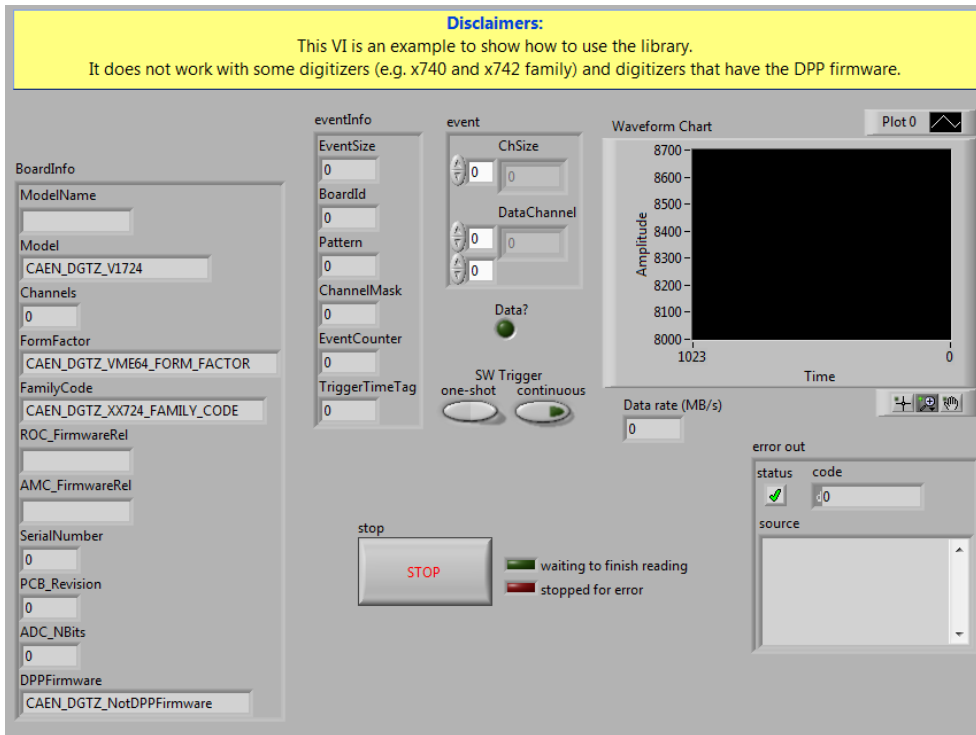 Disclaimers:
This VI is an example to show how to use the library.
It does not work with some digitizers (e.g. x740 and x742 family) and digitizers that have the DPP firmware.
BoardInfo
ModelName
Model
CAEN_DGTZ_V1724
Channels
0
FormFactor
CAEN_DGTZ_VME64_FORM_FACTOR
FamilyCode
CAEN_DGTZ_XX724_FAMILY_CODE
ROC_FirmwareRel
AMC_FirmwareRel
SerialNumber
0
PCB_Revision
0
ADC_NBits
0
DPPFirmware
CAEN_DGTZ_NotDPPFirmware
eventInfo
EventSize
0
BoardId
0
Pattern
0
ChannelMask
0
EventCounter
0
TriggerTimeTag
0
event
ChSize
0 0
DataChannel
0 0
0
Data?
SW Trigger
one-shot continuous
stop
STOP
waiting to finish reading
stopped for error
Waveform Chart
Plot 0
Amplitude
8700
8600
8500
8400
8300
8200
8100
8000
1023 0
Time
Data rate (MB/s)
0
error out
status code
d0
source